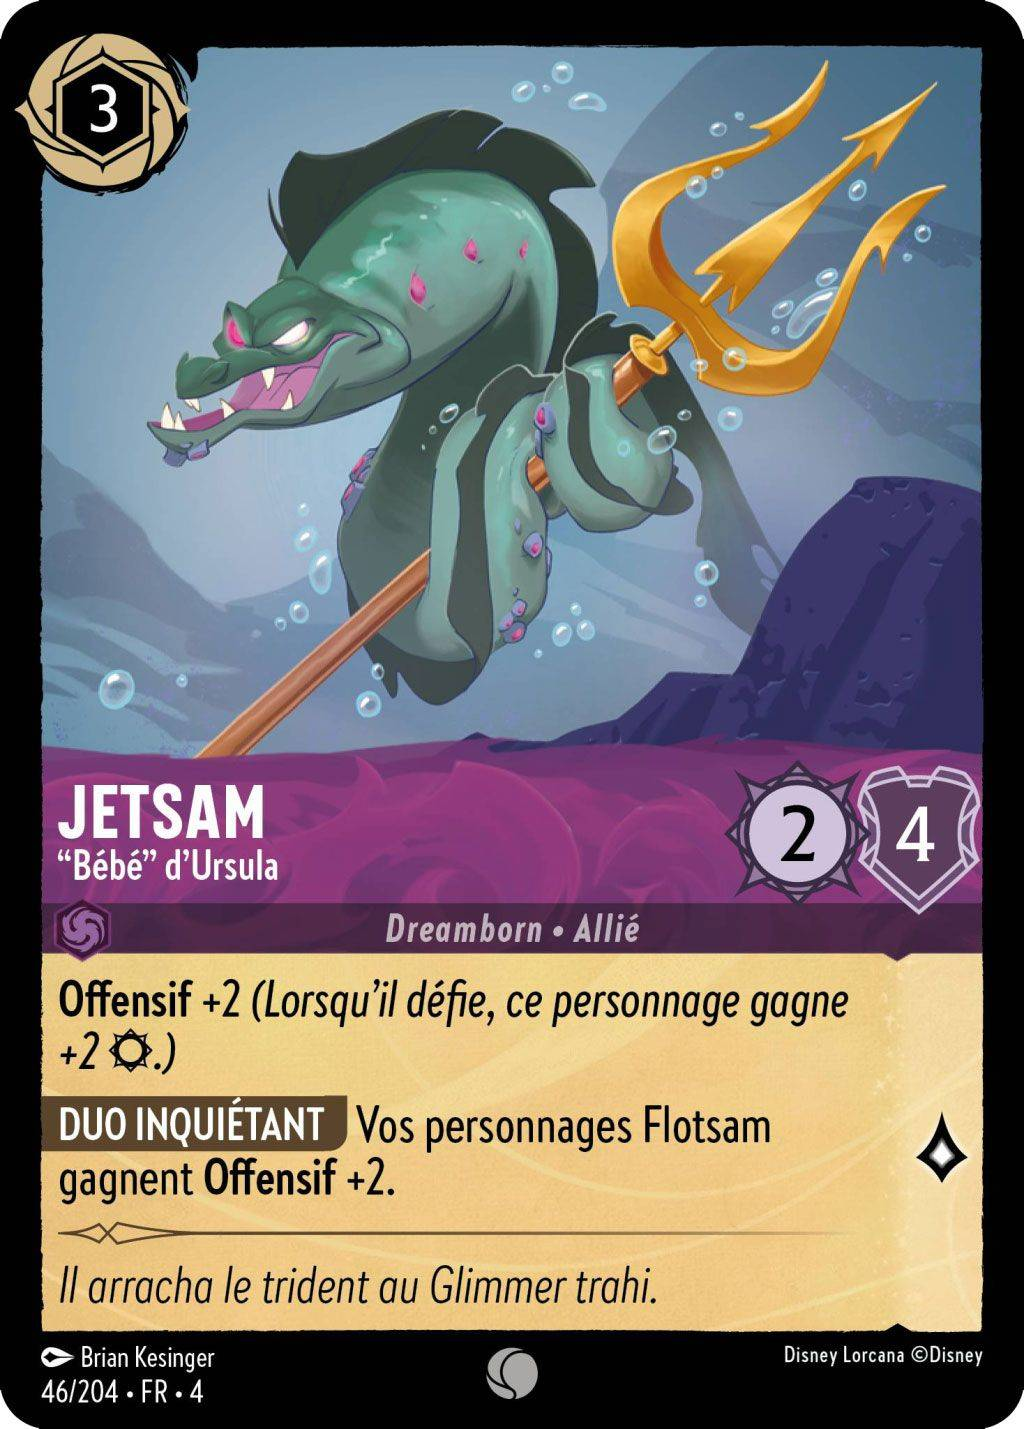 3
JETSAM
“Bébé” d’Ursula
2
4
Dreamborn • Allié
Offensif +2 (Lorsqu’il défie, ce personnage gagne
+2 .)
DUO INQUIÉTANT Vos personnages Flotsam
gagnent Offensif +2.
Il arracha le trident au Glimmer trahi.
Brian Kesinger
Disney Lorcana ©Disney
46/204 • FR • 4